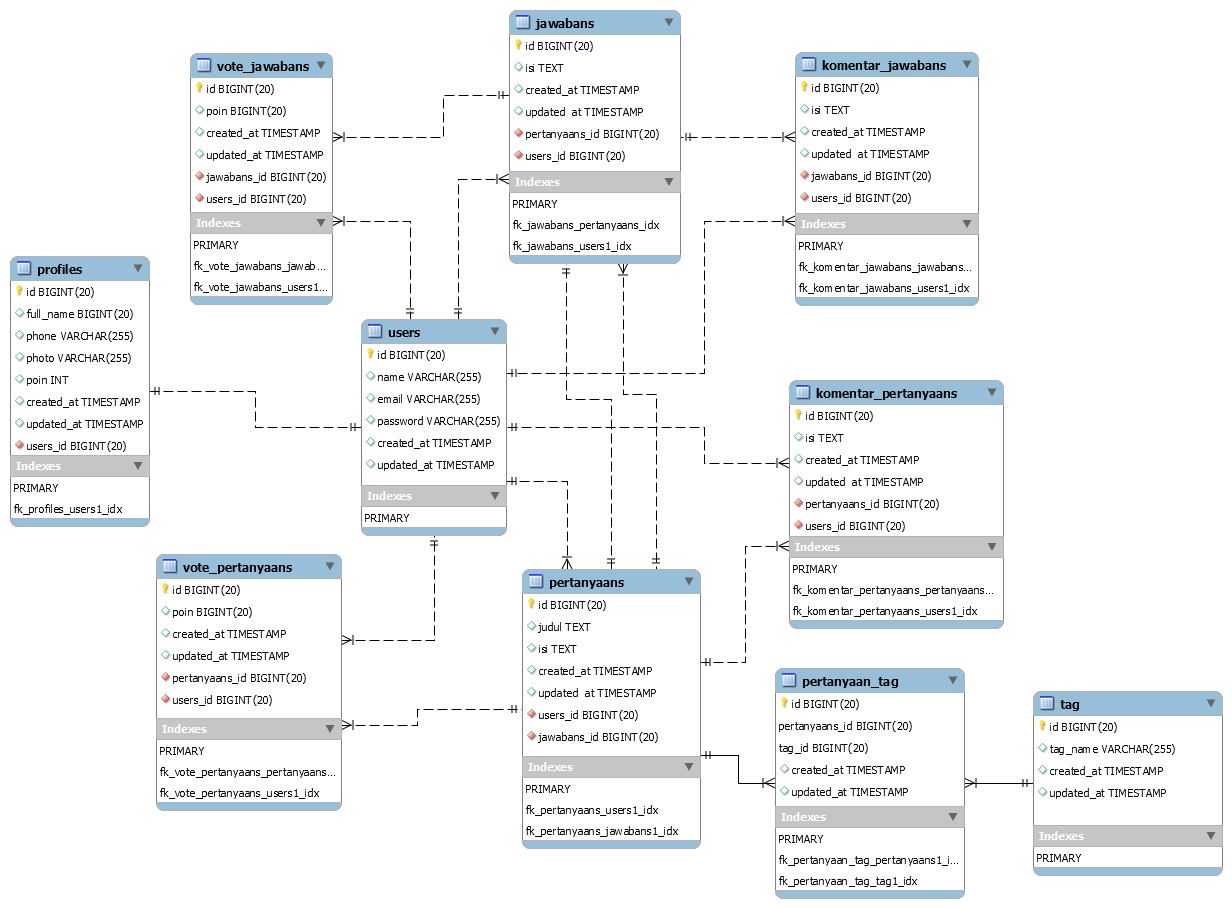 jawabans
id BIGINT(20)
isi TEXT
created_at TIMESTAMP
updated_at TIMESTAMP
pertanyaans_id BIGINT(20)
users_id BIGINT(20)
Indexes
PRIMARY
fk_jawabans_pertanyaans_idx
fk_jawabans_users1_idx
vote_jawabans
id BIGINT(20)
poin BIGINT(20)
created_at TIMESTAMP
updated_at TIMESTAMP
jawabans_id BIGINT(20)
users_id BIGINT(20)
Indexes
PRIMARY
fk_vote_jawabans_jawab...
fk_vote_jawabans_users1...
komentar_jawabans
id BIGINT(20)
isi TEXT
created_at TIMESTAMP
updated_at TIMESTAMP
jawabans_id BIGINT(20)
users_id BIGINT(20)
Indexes
PRIMARY
fk_komentar_jawabans_jawabans...
fk_komentar_jawabans_users1_idx
profiles
id BIGINT(20)
full_name BIGINT(20)
phone VARCHAR(255)
photo VARCHAR(255)
poin INT
created_at TIMESTAMP
updated_at TIMESTAMP
users_id BIGINT(20)
Indexes
PRIMARY
fk_profiles_users1_idx
users
id BIGINT(20)
name VARCHAR(255)
email VARCHAR(255)
password VARCHAR(255)
created_at TIMESTAMP
updated_at TIMESTAMP
Indexes
PRIMARY
komentar_pertanyaans
id BIGINT(20)
isi TEXT
created_at TIMESTAMP
updated_at TIMESTAMP
pertanyaans_id BIGINT(20)
users_id BIGINT(20)
Indexes
PRIMARY
fk_komentar_pertanyaans_pertanyaans...
fk_komentar_pertanyaans_users1_idx
vote_pertanyaans
id BIGINT(20)
poin BIGINT(20)
created_at TIMESTAMP
updated_at TIMESTAMP
pertanyaans_id BIGINT(20)
users_id BIGINT(20)
Indexes
PRIMARY
fk_vote_pertanyaans_pertanyaans...
fk_vote_pertanyaans_users1_idx
pertanyaans
id BIGINT(20)
judul TEXT
isi TEXT
created_at TIMESTAMP
updated_at TIMESTAMP
users_id BIGINT(20)
jawabans_id BIGINT(20)
Indexes
PRIMARY
fk_pertanyaans_users1_idx
fk_pertanyaans_jawabans1_idx
pertanyaan_tag
id BIGINT(20)
pertanyaans_id BIGINT(20)
tag_id BIGINT(20)
created_at TIMESTAMP
updated_at TIMESTAMP
Indexes
PRIMARY
fk_pertanyaan_tag_pertanyaans1_i...
fk_pertanyaan_tag_tag1_idx
tag
id BIGINT(20)
tag_name VARCHAR(255)
created_at TIMESTAMP
updated_at TIMESTAMP
Indexes
PRIMARY